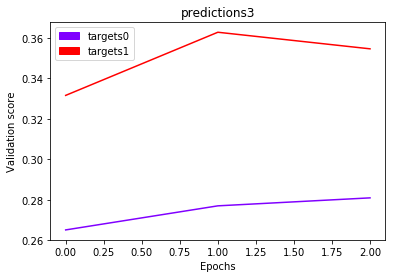 predictions3
targets0
targets1
Validation score
0.36
0.34
0.32
0.30
0.28
0.26
0.00 0.25 0.50 0.75 1.00 1.25 1.50 1.75 2.00
Epochs